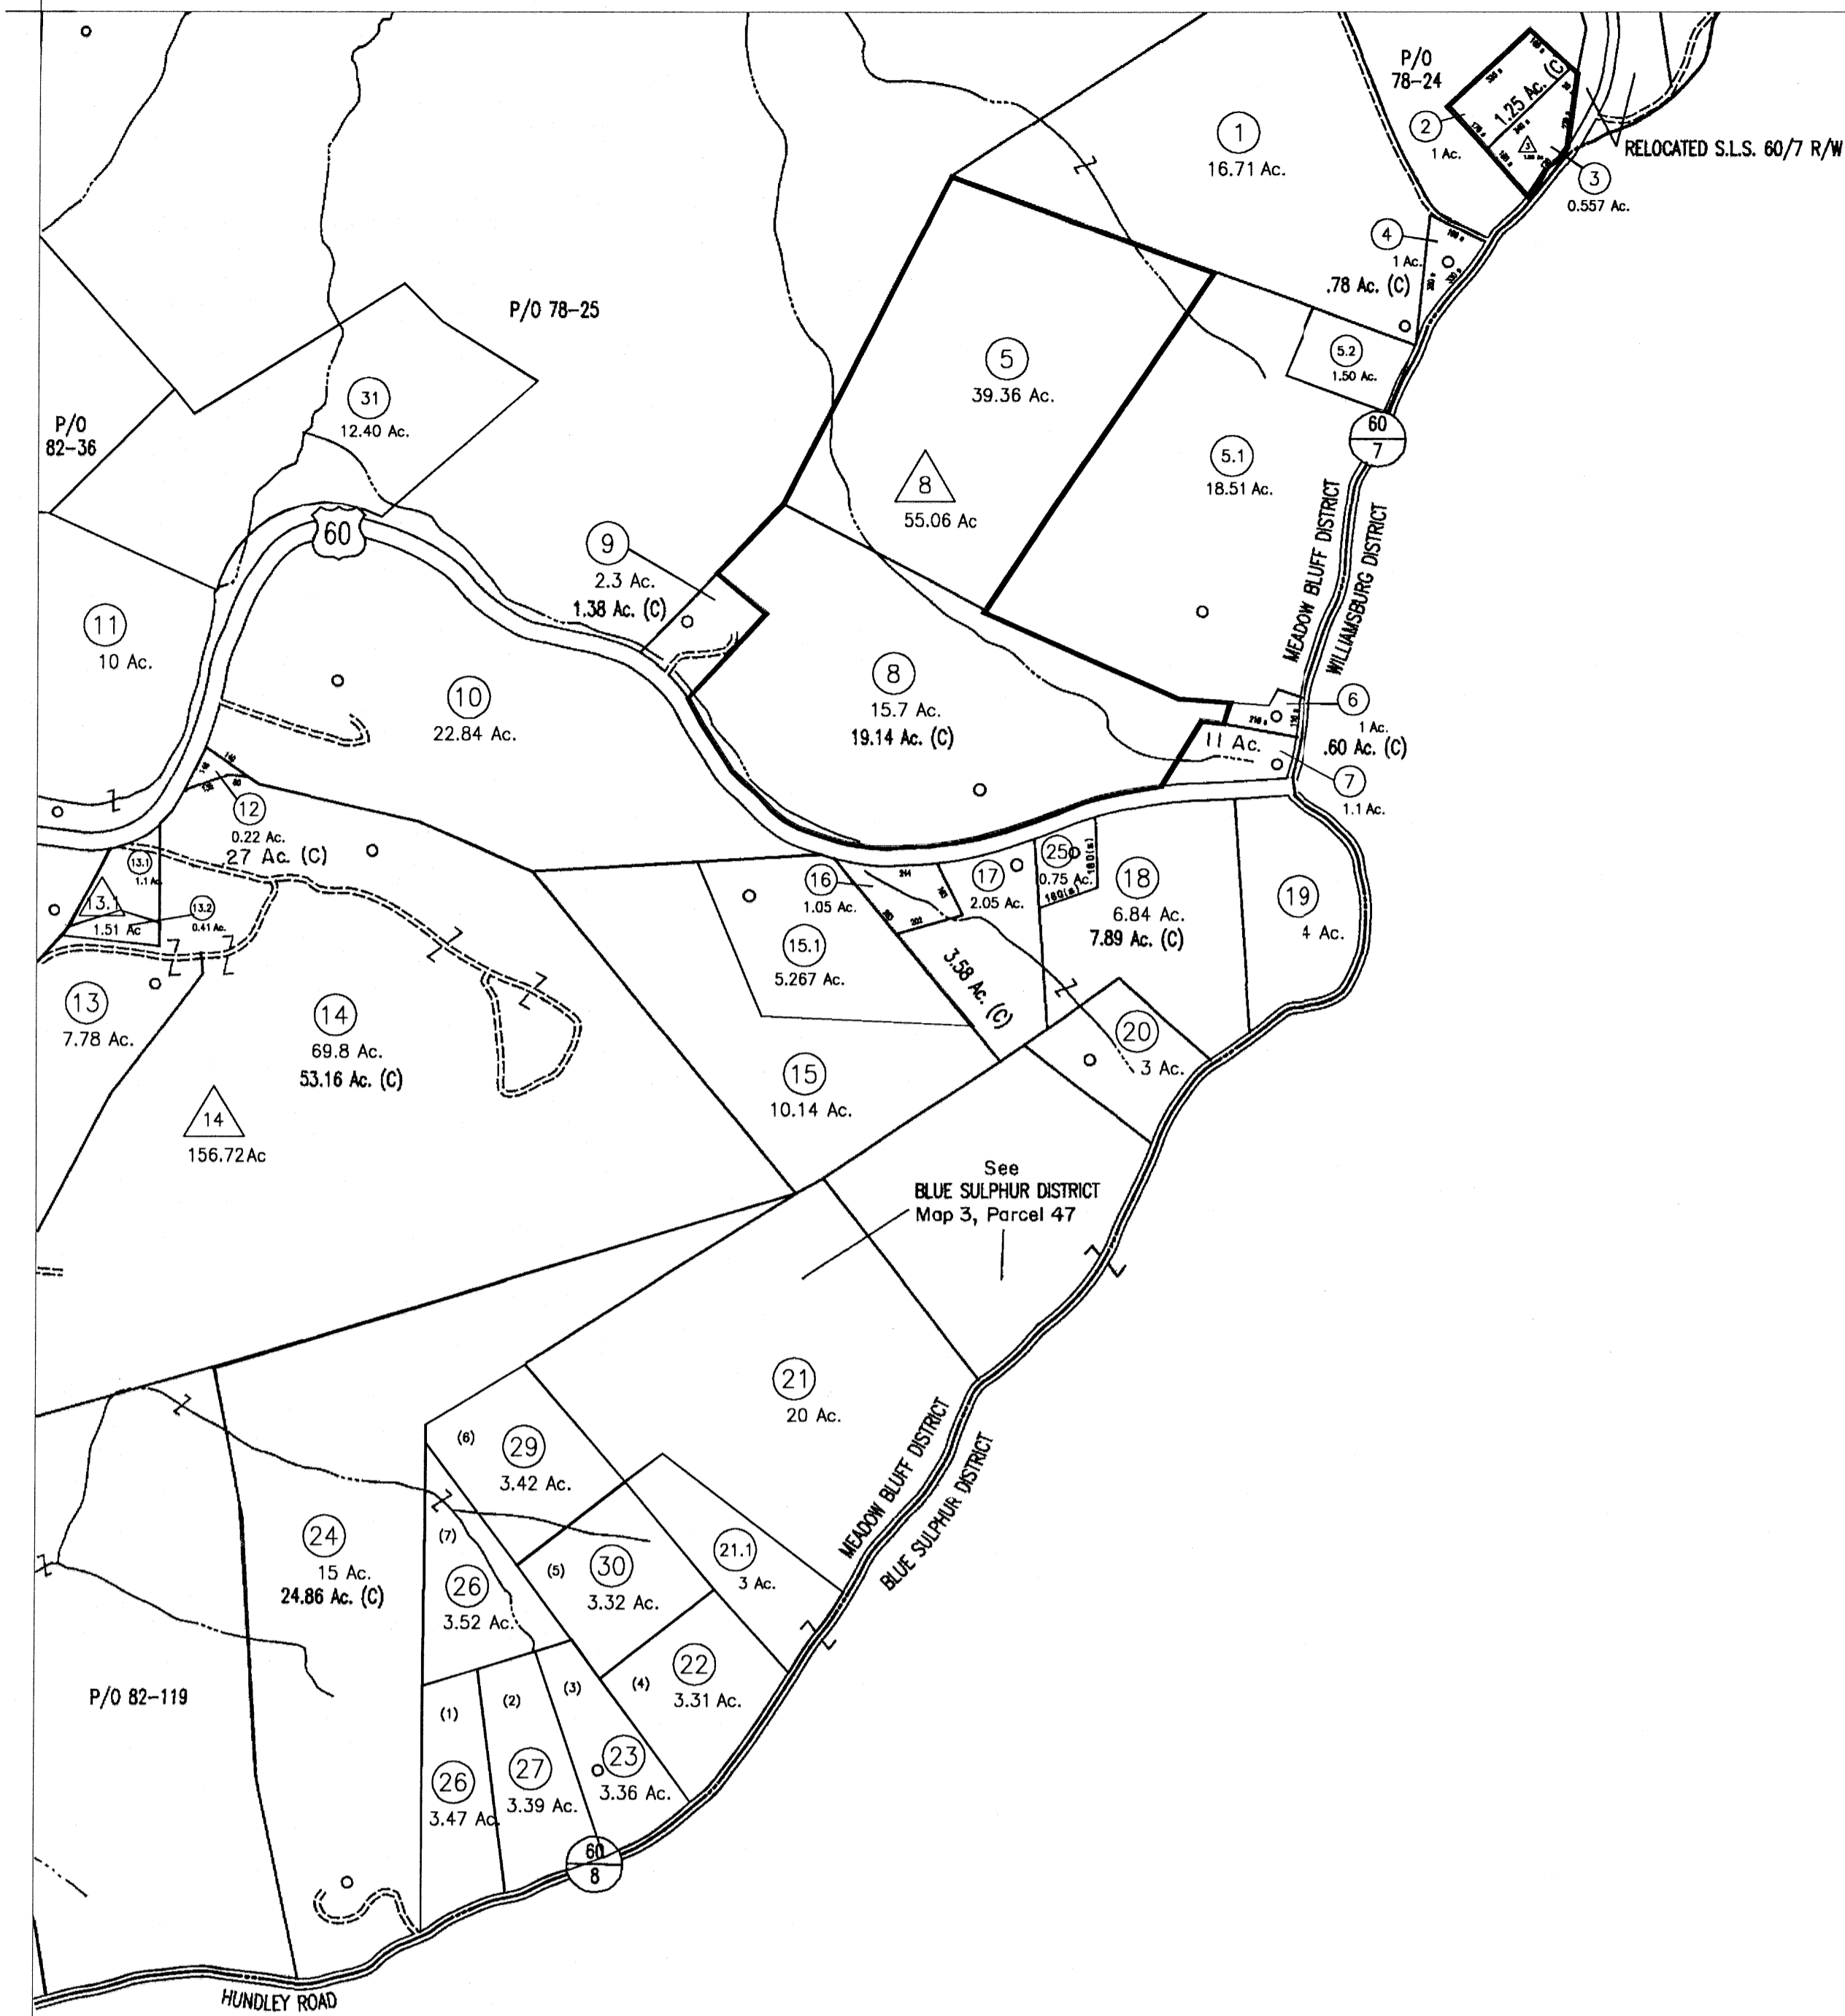 P/O
78-24
1.25 Ac. (C
2
1 Ac.
3
RELOCATED S.L.S. 60/7 R/W
3
0.557 Ac.
1
16.71 Ac.
4
1 Ac.
.78 Ac. (C)
P/O 78-25
5
39.36 Ac.
5.2
1.50 Ac.
31
12.40 Ac.
P/O
82-36
60
7
5.1
18.51 Ac.
8
55.06 Ac
60
9
2.3 Ac.
1.38 Ac. (C)
MEADOW BLUFF DISTRICT
WILLIAMSBURG DISTRICT
11
10 Ac.
10
22.84 Ac.
8
15.7 Ac.
19.14 Ac. (C)
6
1 Ac.
.60 Ac. (C)
11 Ac.
7
1.1 Ac.
12
0.22 Ac.
.27 Ac. (C)
13.1
1.1 Ac
13.1
1.51 Ac
13.2
0.41 Ac.
16
1.05 Ac.
244
202
17
2.05 Ac.
25
0.75 Ac.
180(s)
160(s)
18
6.84 Ac.
7.89 Ac. (C)
19
4 Ac.
15.1
5.267 Ac.
3.58 Ac. (C)
13
7.78 Ac.
14
69.8 Ac.
53.16 Ac. (C)
20
3 Ac.
15
10.14 Ac.
14
156.72Ac
See
BLUE SULPHUR DISTRICT
Map 3, Parcel 47
21
20 Ac.
(6)
29
3.42 Ac.
MEADOW BLUFF DISTRICT
BLUE SULPHUR DISTRICT
24
15 Ac.
24.86 Ac. (C)
(7)
26
3.52 Ac.
(5)
30
3.32 Ac.
21.1
3 Ac.
P/O 82-119
(4)
22
3.31 Ac.
(1)
26
3.47 Ac.
(2)
27
3.39 Ac.
(3)
23
3.36 Ac.
60
8
HUNDLEY ROAD